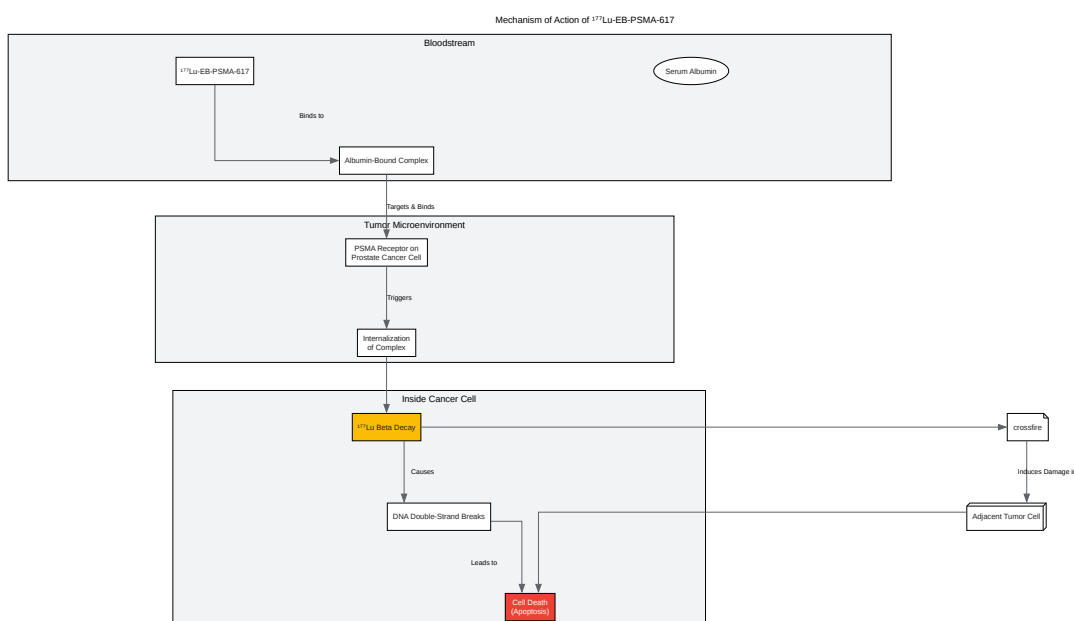 Mechanism of Action of ¹⁷⁷Lu-EB-PSMA-617
Bloodstream
¹⁷⁷Lu-EB-PSMA-617
Serum Albumin
Binds to
Albumin-Bound Complex
Targets & Binds
Tumor Microenvironment
PSMA Receptor on
Prostate Cancer Cell
Triggers
Internalization
of Complex
Inside Cancer Cell
¹⁷⁷Lu Beta Decay
crossfire
Causes
Induces Damage in
DNA Double-Strand Breaks
Adjacent Tumor Cell
Leads to
Cell Death
(Apoptosis)